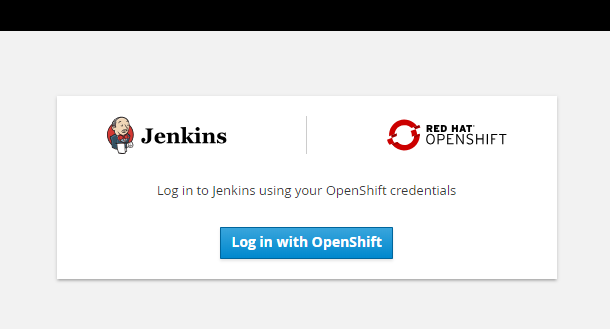 Jenkins
RED HAT
OPENSHIFT
Log in to Jenkins using your OpenShift credentials
Log in with OpenShift